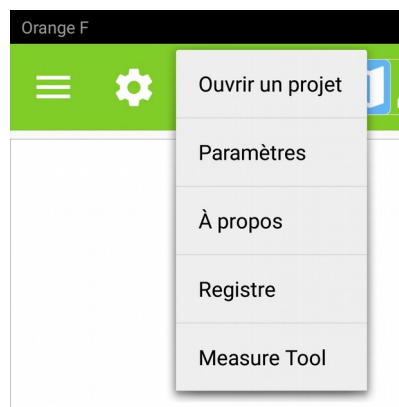 Orange F
Ouvrir un projet
Paramètres
À propos
Registre
Measure Tool